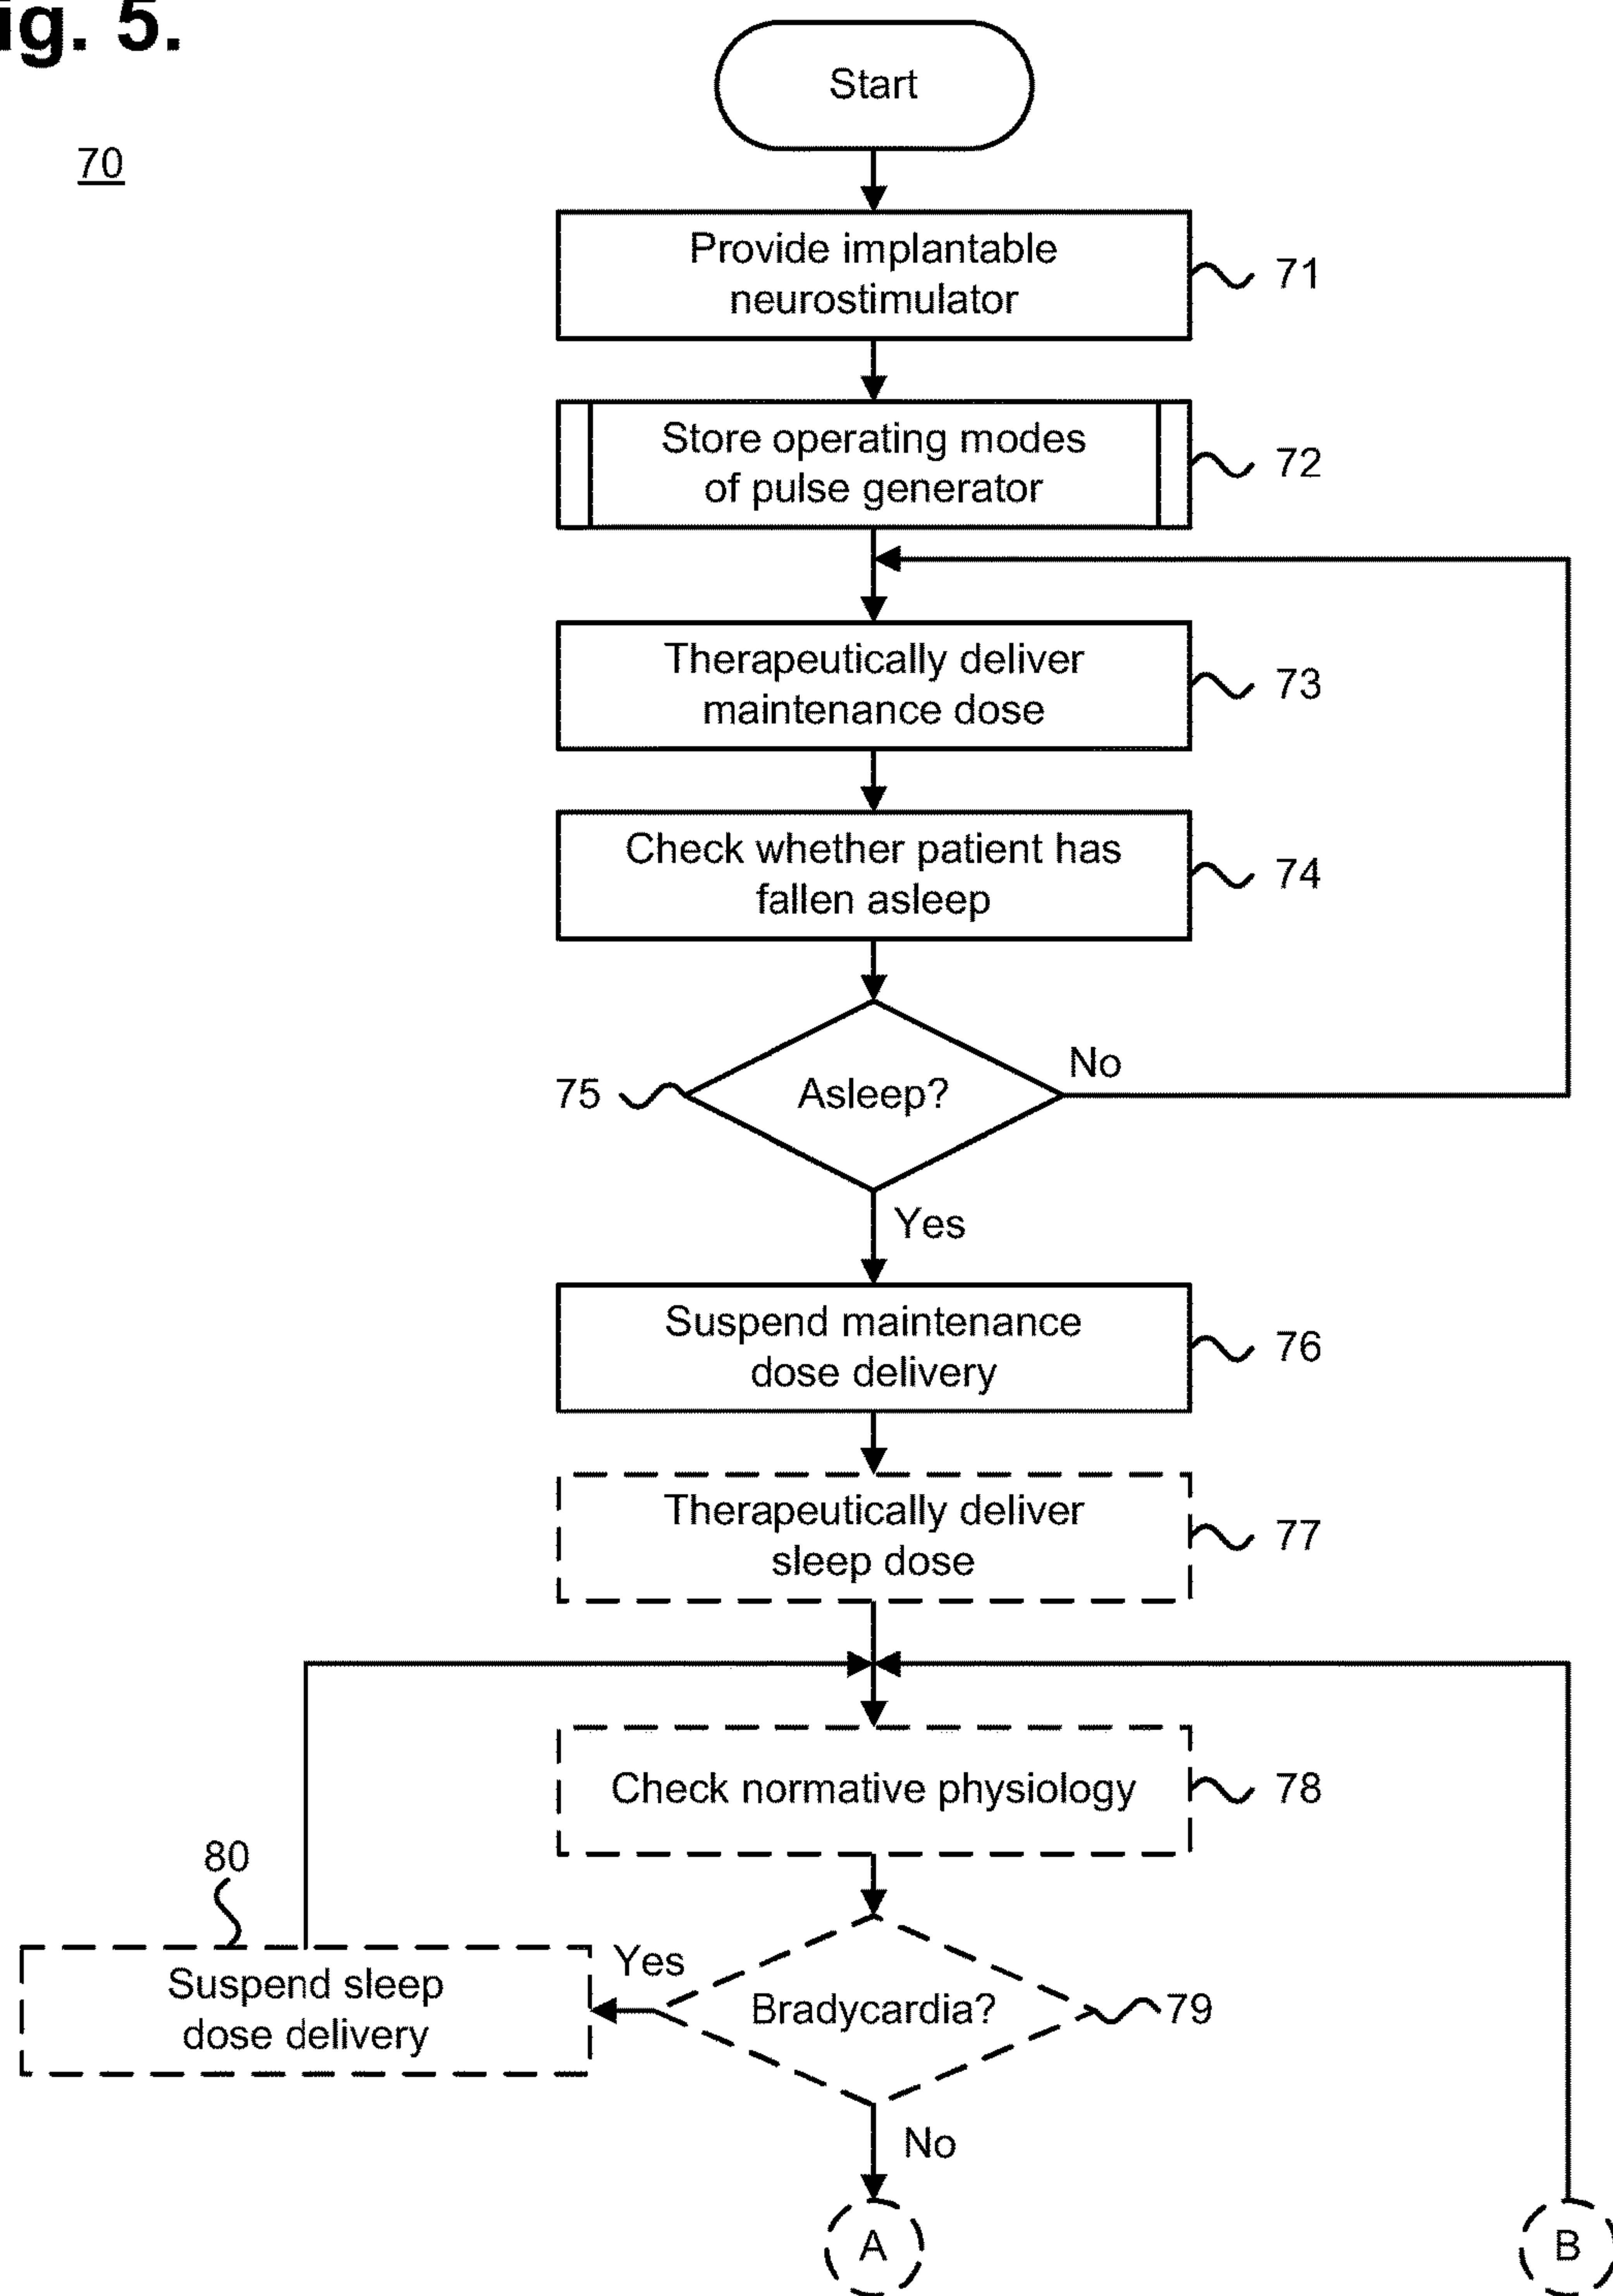 ig. 5.
70
Start
Provide implantable
neurostimulator
71
Store operating modes
of pulse generator
72
Therapeutically deliver
maintenance dose
73
Check whether patient has
fallen asleep
74
75
Asleep?
No
Yes
Suspend maintenance
dose delivery
76
Therapeutically deliver
sleep dose
77
Check normative physiology
78
80
Suspend sleep
dose delivery
Yes
Bradycardia?
79
No
A
B